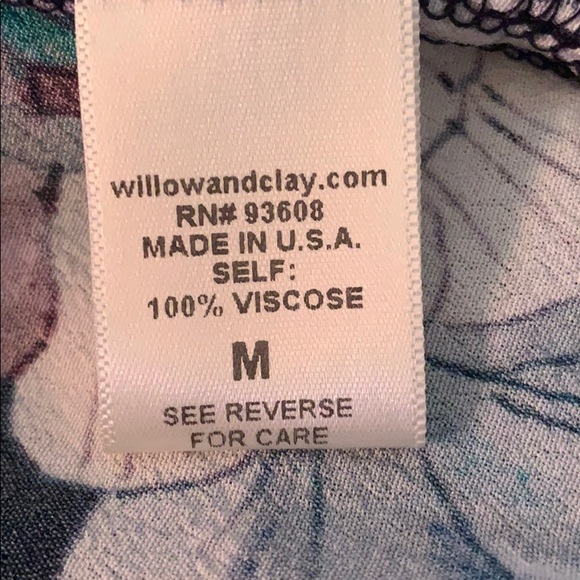 willowandclay.com
RN# 93608
MADE IN U.S.A.
SELF:
100% VISCOSE
M
SEE REVERSE
FOR CARE